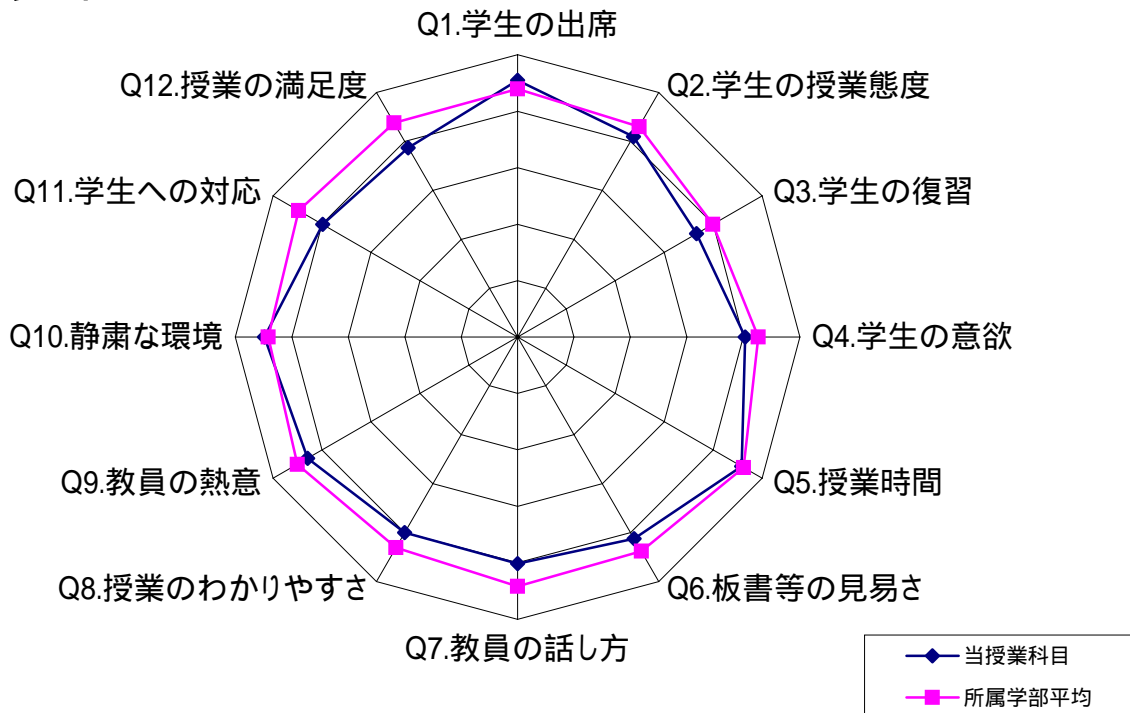 Q1.学生の出席
Q2.学生の授業態度
Q3.学生の復習
Q4.学生の意欲
Q5.授業時間
Q6.板書等の見易さ
Q7.教員の話し方
Q8.授業のわかりやすさ
Q9.教員の熱意
Q10.静粛な環境
Q11.学生への対応
Q12.授業の満足度
当授業科目
所属学部平均